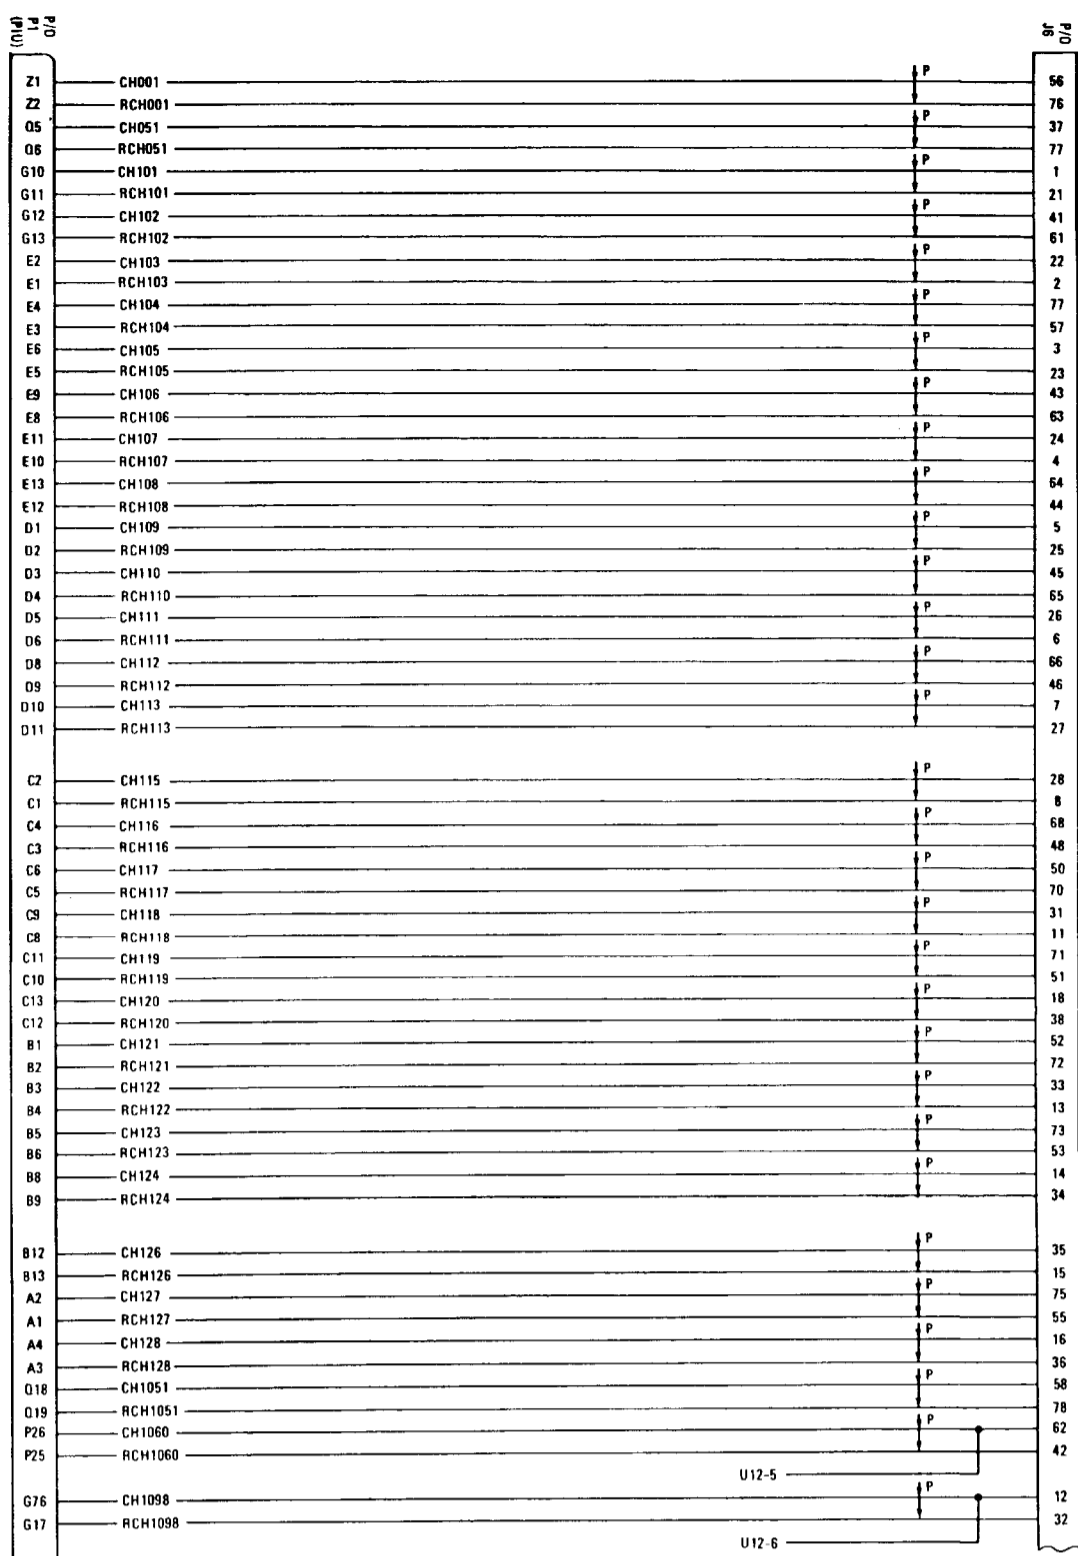 P/O P1 (PIU)
P/O J6
Z1 CH001 P 56
Z2 RCH001 76
Q5 CH051 P 37
Q6 RCH051 77
G10 CH101 P 1
G11 RCH101 21
G12 CH102 P 41
G13 RCH102 61
E2 CH103 P 22
E1 RCH103 2
E4 CH104 P 77
E3 RCH104 57
E6 CH105 P 3
E5 RCH105 23
E9 CH106 P 43
E8 RCH106 63
E11 CH107 P 24
E10 RCH107 4
E13 CH108 P 64
E12 RCH108 44
D1 CH109 P 5
D2 RCH109 25
D3 CH110 P 45
D4 RCH110 65
D5 CH111 P 26
D6 RCH111 6
D8 CH112 P 66
D9 RCH112 46
D10 CH113 P 7
D11 RCH113 27
C2 CH115 P 28
C1 RCH115 8
C4 CH116 P 68
C3 RCH116 48
C6 CH117 P 50
C5 RCH117 70
C9 CH118 P 31
C8 RCH118 11
C11 CH119 P 71
C10 RCH119 51
C13 CH120 P 18
C12 RCH120 38
B1 CH121 P 52
B2 RCH121 72
B3 CH122 P 33
B4 RCH122 13
B5 CH123 P 73
B6 RCH123 53
B8 CH124 P 14
B9 RCH124 34
B12 CH126 P 35
B13 RCH126 15
A2 CH127 P 75
A1 RCH127 55
A4 CH128 P 16
A3 RCH128 36
Q18 CH1051 P 58
Q19 RCH1051 78
P26 CH1060 P 62
P25 RCH1060 42
U12-5
G76 CH1098 P 12
G17 RCH1098 32
U12-6